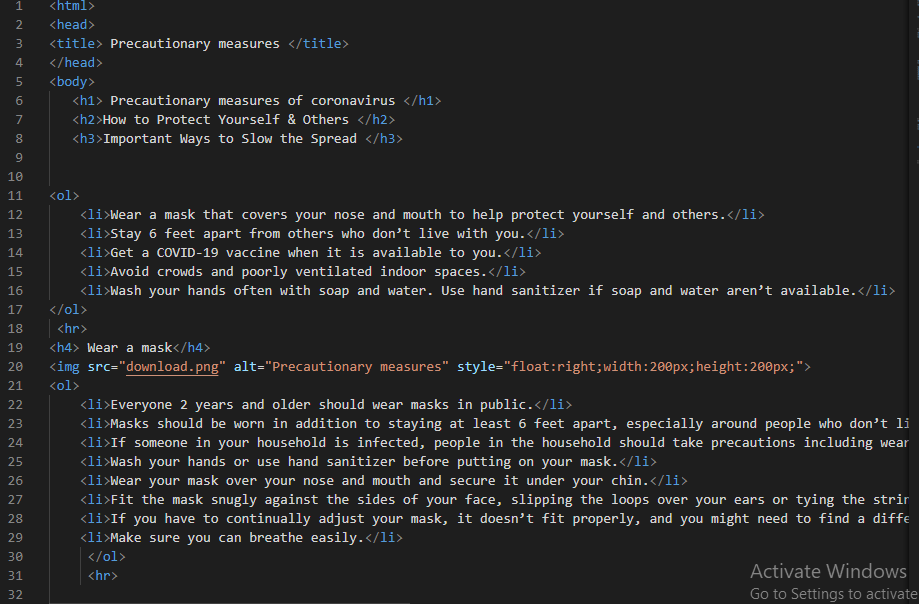 1 <html>
2 <head>
3 <title> Precautionary measures </title>
4 </head>
5 <body>
6 <h1> Precautionary measures of coronavirus </h1>
7 <h2>How to Protect Yourself & Others </h2>
8 <h3>Important Ways to Slow the Spread </h3>
9
10
11 <ol>
12 <li>Wear a mask that covers your nose and mouth to help protect yourself and others.</li>
13 <li>Stay 6 feet apart from others who don’t live with you.</li>
14 <li>Get a COVID-19 vaccine when it is available to you.</li>
15 <li>Avoid crowds and poorly ventilated indoor spaces.</li>
16 <li>Wash your hands often with soap and water. Use hand sanitizer if soap and water aren’t available.</li>
17 </ol>
18 <hr>
19 <h4> Wear a mask</h4>
20 <img src="download.png" alt="Precautionary measures" style="float:right;width:200px;height:200px;">
21 <ol>
22 <li>Everyone 2 years and older should wear masks in public.</li>
23 <li>Masks should be worn in addition to staying at least 6 feet apart, especially around people who don’t li
24 <li>If someone in your household is infected, people in the household should take precautions including wear
25 <li>Wash your hands or use hand sanitizer before putting on your mask.</li>
26 <li>Wear your mask over your nose and mouth and secure it under your chin.</li>
27 <li>Fit the mask snugly against the sides of your face, slipping the loops over your ears or tying the strin
28 <li>If you have to continually adjust your mask, it doesn’t fit properly, and you might need to find a diffe
29 <li>Make sure you can breathe easily.</li>
30 </ol>
31 <hr>
32
Activate Windows
Go to Settings to activate